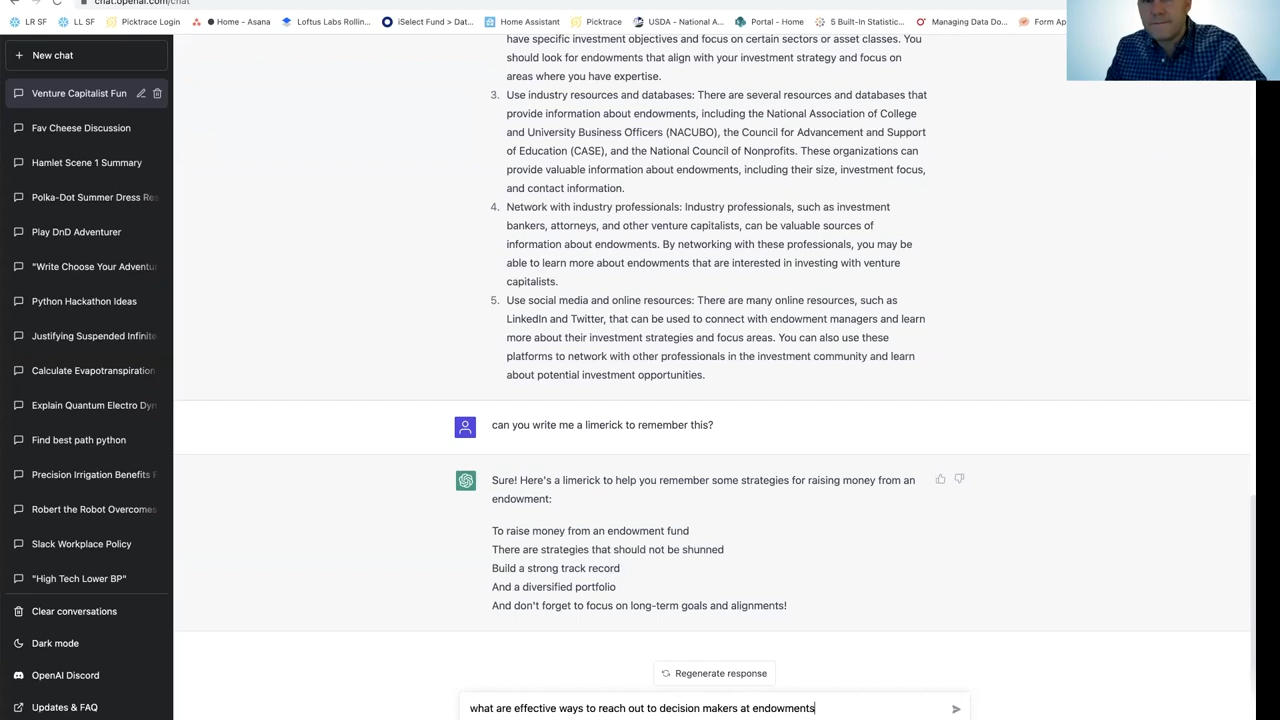 chat.openai.com/chat
LR SF
LL SF
Picktrace Login
Home - Asana
Loftus Labs Rollin...
iSelect Fund > Dat...
Home Assistant
Picktrace
USDA - National A...
Portal - Home
5 Built-In Statistic...
Managing Data Do...
Form Ap
New chat
Venture Capitalist Fun
Fav Cheese Discussion
Hamlet Scene 1 Summary
Polka-Dot Summer Dress Res
Play DnD Adventurer
"Write Choose Your Adventur
Python Hackathon Ideas
Justifying Suspended Infinite
Calculate Evapotranspiration
Explain Quantum Electro Dyn
Find best path python
Precision Irrigation Benefits F
Robert the Robot Overcomes
Slack Workplace Policy
"High Tech Lower BP"
Clear conversations
Dark mode
OpenAI Discord
Updates & FAQ
have specific investment objectives and focus on certain sectors or asset classes. You
should look for endowments that align with your investment strategy and focus on
areas where you have expertise.
3. Use industry resources and databases: There are several resources and databases that
provide information about endowments, including the National Association of College
and University Business Officers (NACUBO), the Council for Advancement and Support
of Education (CASE), and the National Council of Nonprofits. These organizations can
provide valuable information about endowments, including their size, investment focus,
and contact information.
4. Network with industry professionals: Industry professionals, such as investment
bankers, attorneys, and other venture capitalists, can be valuable sources of
information about endowments. By networking with these professionals, you may be
able to learn more about endowments that are interested in investing with venture
capitalists.
5. Use social media and online resources: There are many online resources, such as
LinkedIn and Twitter, that can be used to connect with endowment managers and learn
more about their investment strategies and focus areas. You can also use these
platforms to network with other professionals in the investment community and learn
about potential investment opportunities.
can you write me a limerick to remember this?
Sure! Here's a limerick to help you remember some strategies for raising money from an
endowment:
To raise money from an endowment fund
There are strategies that should not be shunned
Build a strong track record
And a diversified portfolio
And don't forget to focus on long-term goals and alignments!
Regenerate response
what are effective ways to reach out to decision makers at endowments